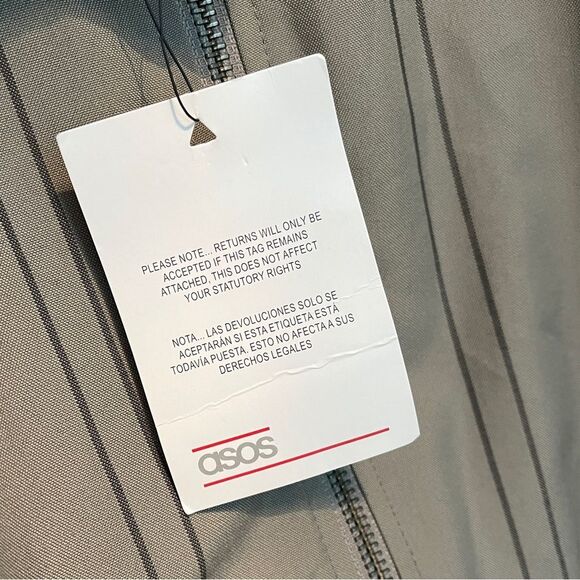 PLEASE NOTE... RETURNS WILL ONLY BE
ACCEPTED IF THIS TAG REMAINS
ATTACHED. THIS DOES NOT AFFECT
YOUR STATUTORY RIGHTS
NOTA... LAS DEVOLUCIONES SOLO SE
ACEPTARÁN SI ESTA ETIQUETA ESTÁ
TODAVÍA PUESTA. ESTO NO AFECTA A SUS
DERECHOS LEGALES
asos